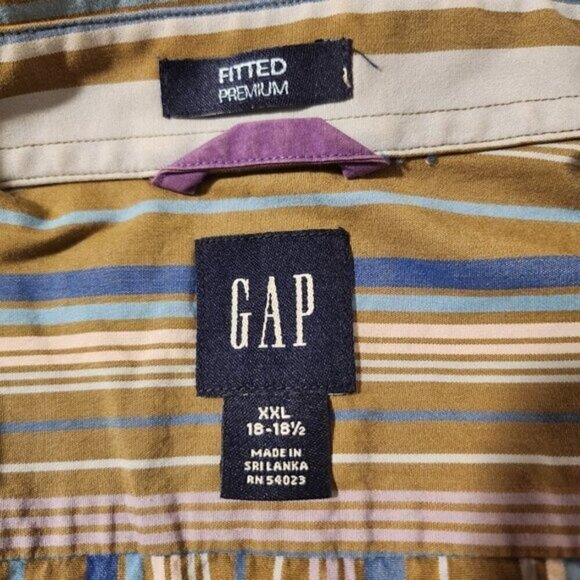 FITTED
PREMIUM
GAP
XXL
18-18½
MADE IN
SRI LANKA
RN 54023